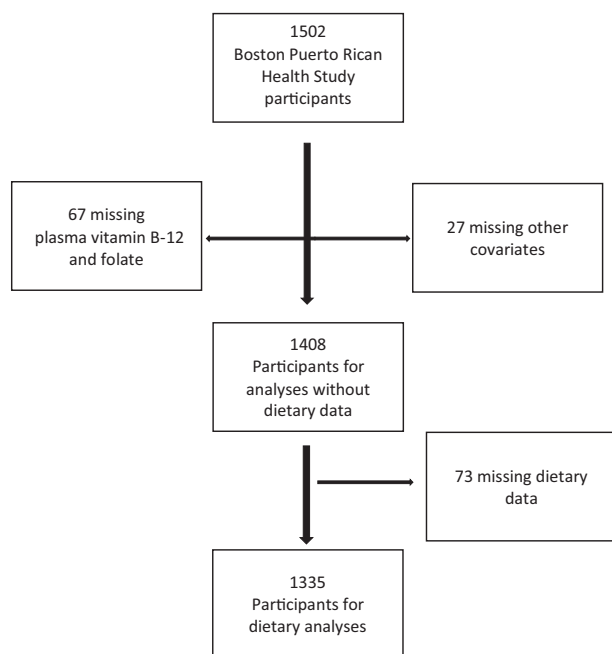 1502
Boston Puerto Rican
Health Study
participants
67 missing
plasma vitamin B-12
and folate
27 missing other
covariates
1408
Participants for
analyses without
dietary data
73 missing dietary
data
1335
Participants for
dietary analyses